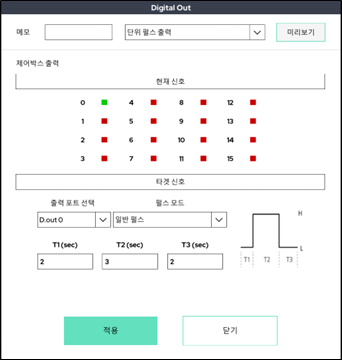 Digital Out
메모 단위 펄스 출력 미리보기
제어박스 출력
현재 신호
0 4 8 12
1 5 9 13
2 6 10 14
3 7 11 15
타겟 신호
출력 포트 선택 펄스 모드
D.out 0 일반 펄스
H
L
T1 (sec) T2 (sec) T3 (sec)
T1 T2 T3
2 3 2
적용 닫기